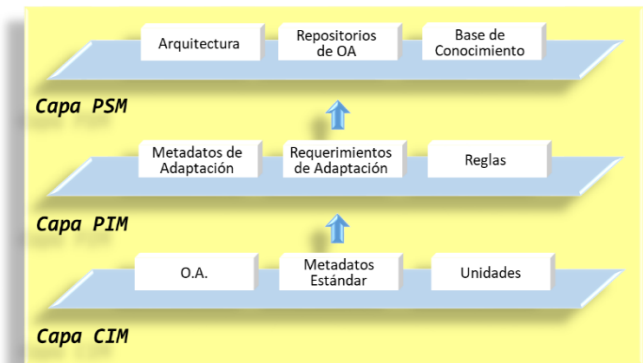 Arquitectura
Repositorios
de OA
Base de
Conocimiento
Capa PSM
Metadatos de
Adaptación
Requerimientos
de Adaptación
Reglas
Capa PIM
O.A.
Metadatos
Estándar
Unidades
Capa CIM